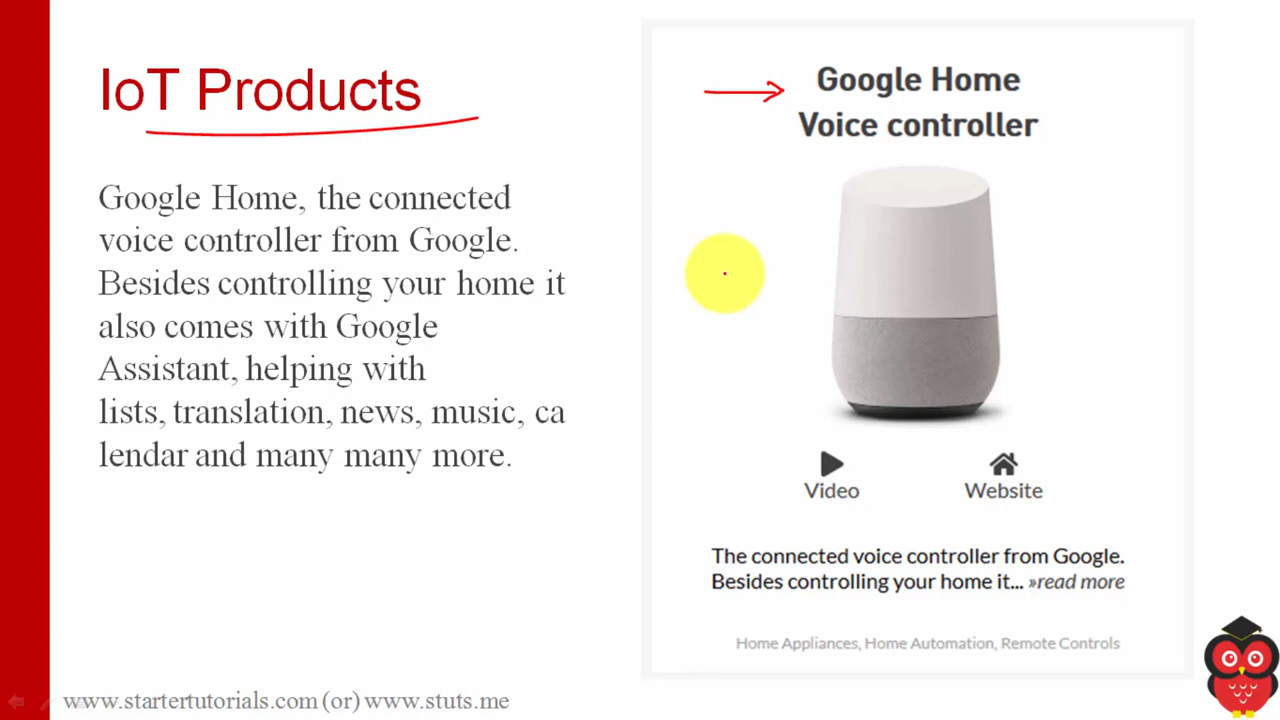 IoT Products
Google Home, the connected
voice controller from Google.
Besides controlling your home it
also comes with Google
Assistant, helping with
lists, translation, news, music, ca
lendar and many many more.
Google Home
Voice controller
Video
Website
The connected voice controller from Google.
Besides controlling your home it... »read more
Home Appliances, Home Automation, Remote Controls
www.startertutorials.com (or) www.stuts.me